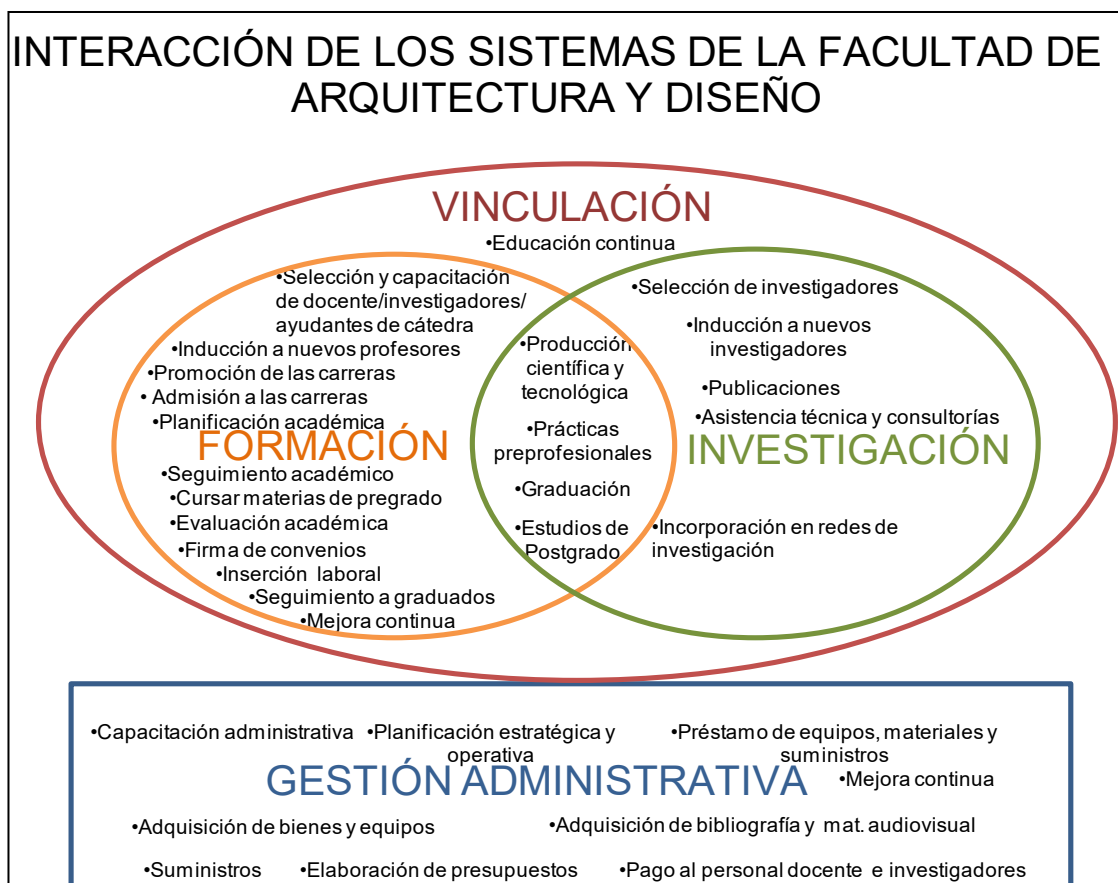 INTERACCIÓN DE LOS SISTEMAS DE LA FACULTAD DE
ARQUITECTURA Y DISEÑO
VINCULACIÓN
•Educación continua
•Selección y capacitación
de docente/investigadores/
ayudantes de cátedra
•Inducción a nuevos profesores
•Promoción de las carreras
• Admisión a las carreras
•Planificación académica
FORMACIÓN
•Seguimiento académico
•Cursar materias de pregrado
•Evaluación académica
•Firma de convenios
•Inserción laboral
•Seguimiento a graduados
•Mejora continua
•Producción
científica y
tecnológica
•Prácticas
preprofesionales
•Graduación
•Estudios de
Postgrado
•Selección de investigadores
•Inducción a nuevos
investigadores
•Publicaciones
•Asistencia técnica y consultorías
INVESTIGACIÓN
•Incorporación en redes de
investigación
•Capacitación administrativa
•Planificación estratégica y
operativa
•Préstamo de equipos, materiales y
suministros
GESTIÓN ADMINISTRATIVA
•Mejora continua
•Adquisición de bienes y equipos
•Adquisición de bibliografía y mat. audiovisual
•Suministros
•Elaboración de presupuestos
•Pago al personal docente e investigadores